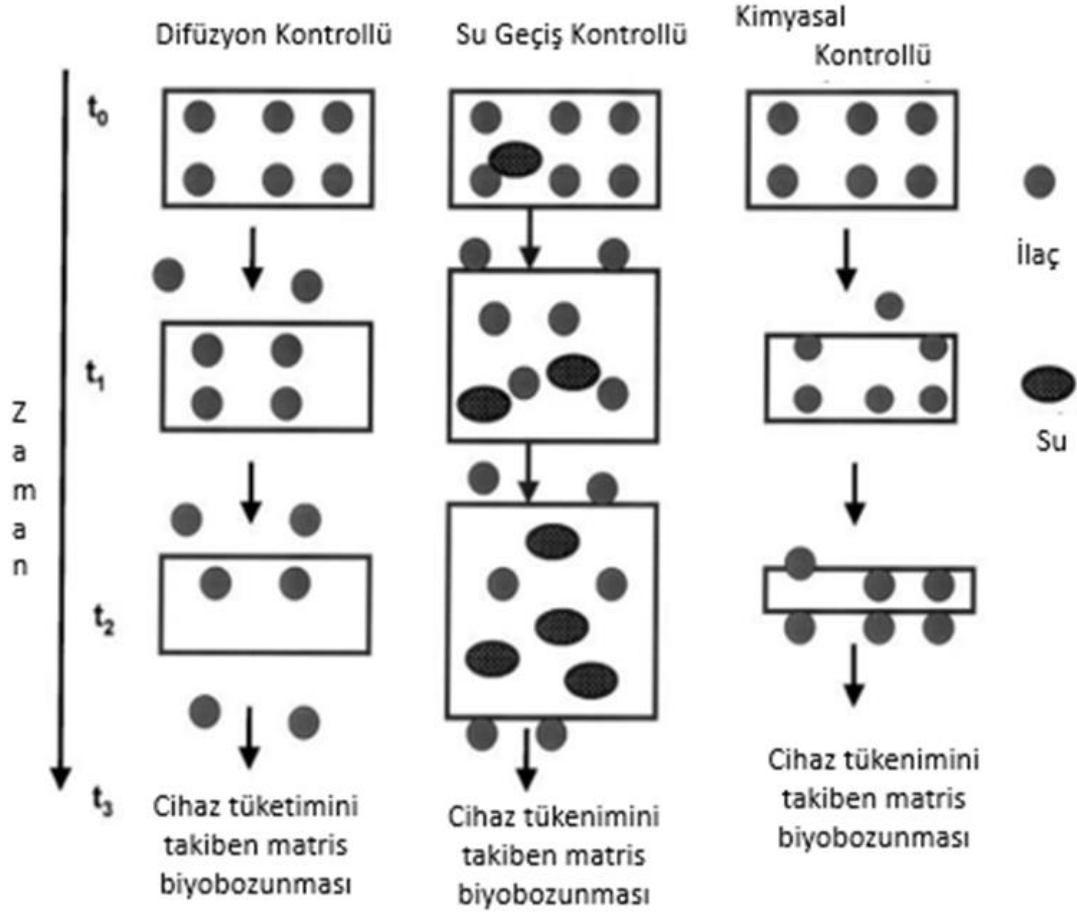 Difüzyon Kontrollü
Su Geçiş Kontrollü
Kimyasal
Kontrollü
t0
İlaç
t1
Su
Zaman
t2
t3
Cihaz tüketimini
takiben matris
biyobozunması
Cihaz tükenimini
takiben matris
biyobozunması
Cihaz tükenimini
takiben matris
biyobozunması